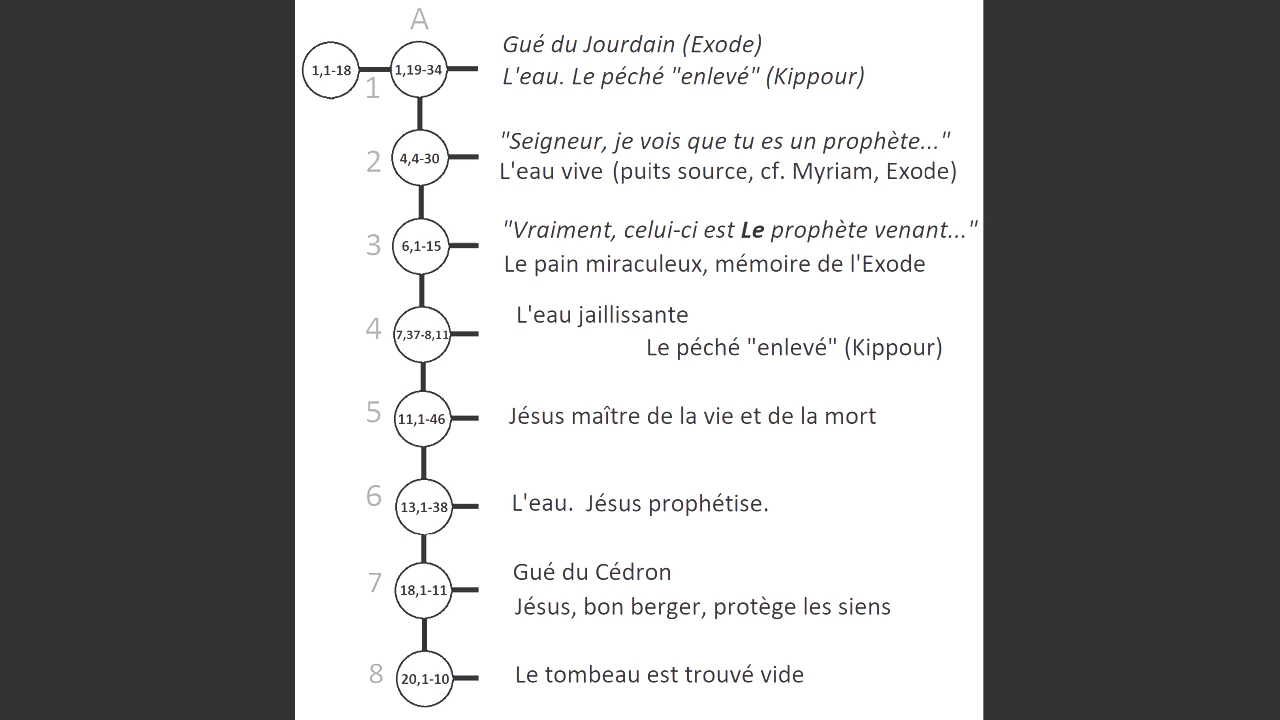 A
1,1-18
1
1,19-34
Gué du Jourdain (Exode)
L'eau. Le péché "enlevé" (Kippour)
2
4,4-30
"Seigneur, je vois que tu es un prophète..."
L'eau vive (puits source, cf. Myriam, Exode)
3
6,1-15
"Vraiment, celui-ci est Le prophète venant..."
Le pain miraculeux, mémoire de l'Exode
4
7,37-8,11
L'eau jaillissante
Le péché "enlevé" (Kippour)
5
11,1-46
Jésus maître de la vie et de la mort
6
13,1-38
L'eau. Jésus prophétise.
7
18,1-11
Gué du Cédron
Jésus, bon berger, protège les siens
8
20,1-10
Le tombeau est trouvé vide